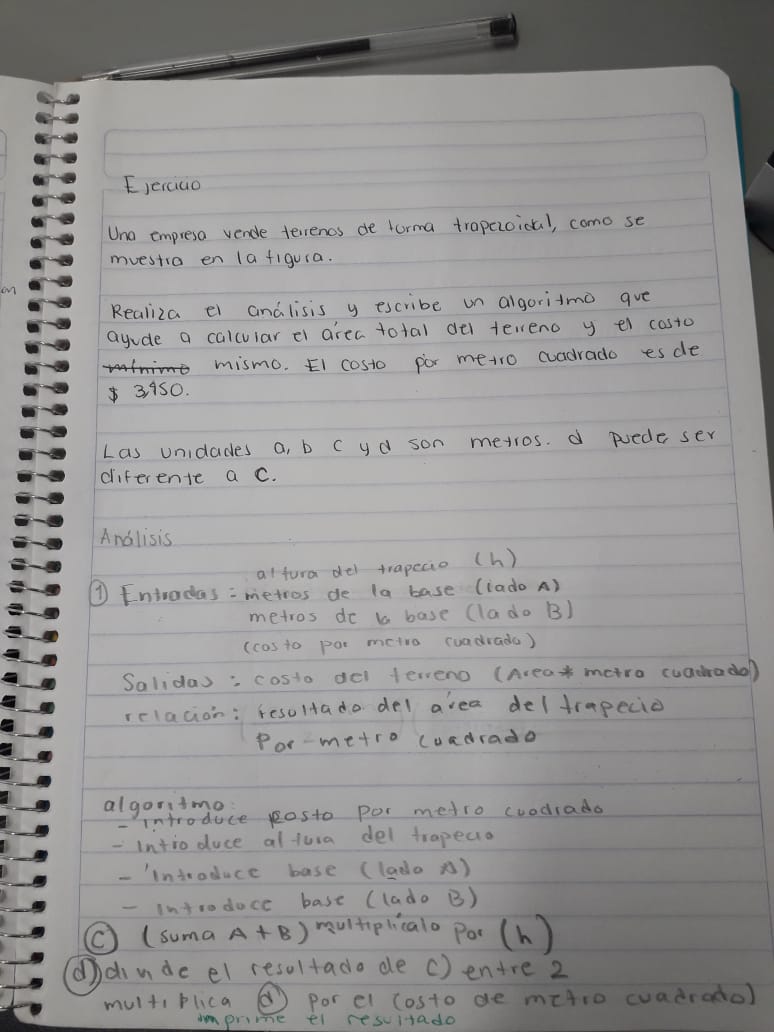 Ejercicio
Una empresa vende terrenos de forma trapezoidal, como se
muestra en la figura.
Realiza el análisis y escribe un algoritmo que
ayude a calcular el área total del terreno y el costo
mínimo mismo. El costo por metro cuadrado es de
$ 3,950.
Las unidades a, b c y d son metros. d puede ser
diferente a c.
Análisis
altura del trapecio (h)
① Entradas: metros de la base (lado A)
metros de la base (lado B)
(costo por metro cuadrado)
Salidas: costo del terreno (Area * metro cuadrado)
relación: resultado del área del trapecio
Por metro cuadrado
algoritmo:
- introduce costo por metro cuadrado
- introduce altura del trapecio
- introduce base (lado A)
- introduce base (lado B)
c) (suma A + B) multiplícalo por (h)
d) divide el resultado de c) entre 2
multiplica d) por el costo de metro cuadrado)
imprime el resultado